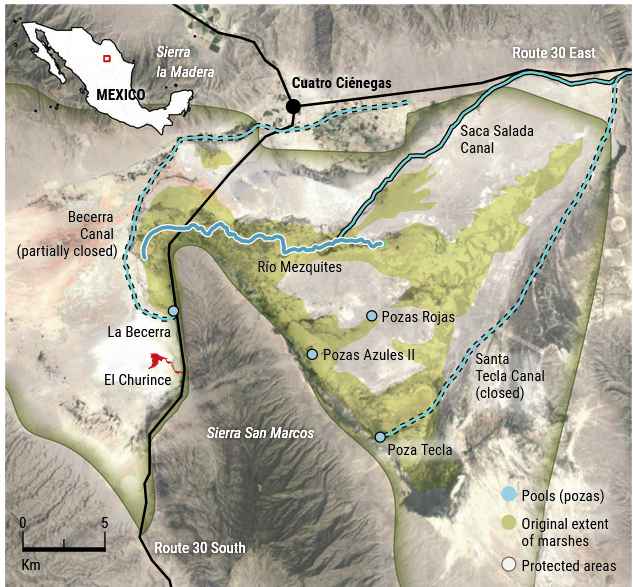 Sierra
la Madera
MEXICO
Route 30 East
Cuatro Ciénegas
Saca Salada
Canal
Becerra
Canal
(partially closed)
Río Mezquites
La Becerra
Pozas Rojas
Pozas Azules II
El Churince
Santa
Tecla Canal
(closed)
Sierra San Marcos
Poza Tecla
Pools (pozas)
Original extent
of marshes
Protected areas
0 5
Km
Route 30 South